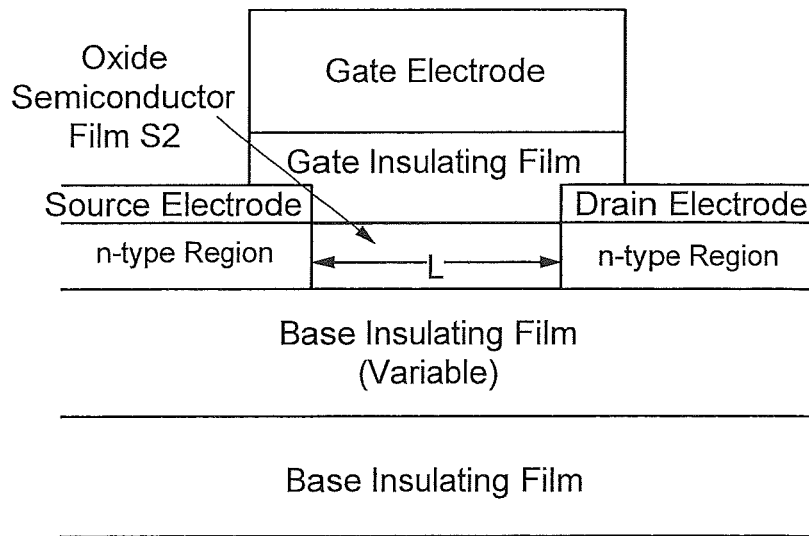 Oxide
Semiconductor
Film S2
Gate Electrode
Gate Insulating Film
Source Electrode
Drain Electrode
n-type Region
L
n-type Region
Base Insulating Film
(Variable)
Base Insulating Film